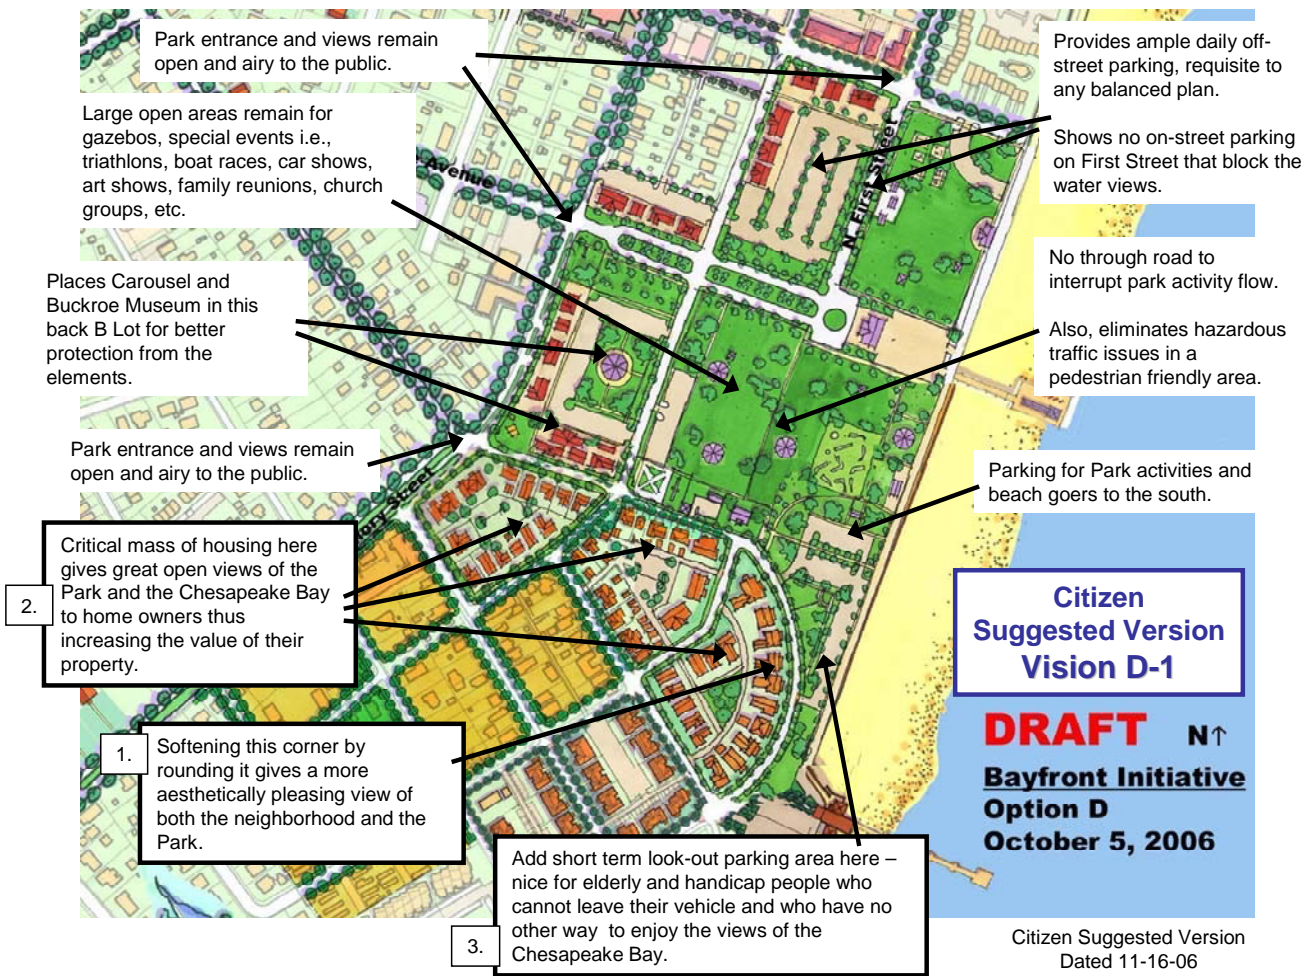 Park entrance and views remain
open and airy to the public.
Large open areas remain for
gazebos, special events i.e.,
triathlons, boat races, car shows,
art shows, family reunions, church
groups, etc.
Places Carousel and
Buckroe Museum in this
back B Lot for better
protection from the
elements.
Park entrance and views remain
open and airy to the public.
2.
Critical mass of housing here
gives great open views of the
Park and the Chesapeake Bay
to home owners thus
increasing the value of their
property.
1.
Softening this corner by
rounding it gives a more
aesthetically pleasing view of
both the neighborhood and the
Park.
3.
Add short term look-out parking area here –
nice for elderly and handicap people who
cannot leave their vehicle and who have no
other way to enjoy the views of the
Chesapeake Bay.
Avenue
N. First Street
Street
Provides ample daily off-
street parking, requisite to
any balanced plan.
Shows no on-street parking
on First Street that block the
water views.
No through road to
interrupt park activity flow.
Also, eliminates hazardous
traffic issues in a
pedestrian friendly area.
Parking for Park activities and
beach goers to the south.
Citizen
Suggested Version
Vision D-1
DRAFT N↑
Bayfront Initiative
Option D
October 5, 2006
Citizen Suggested Version
Dated 11-16-06